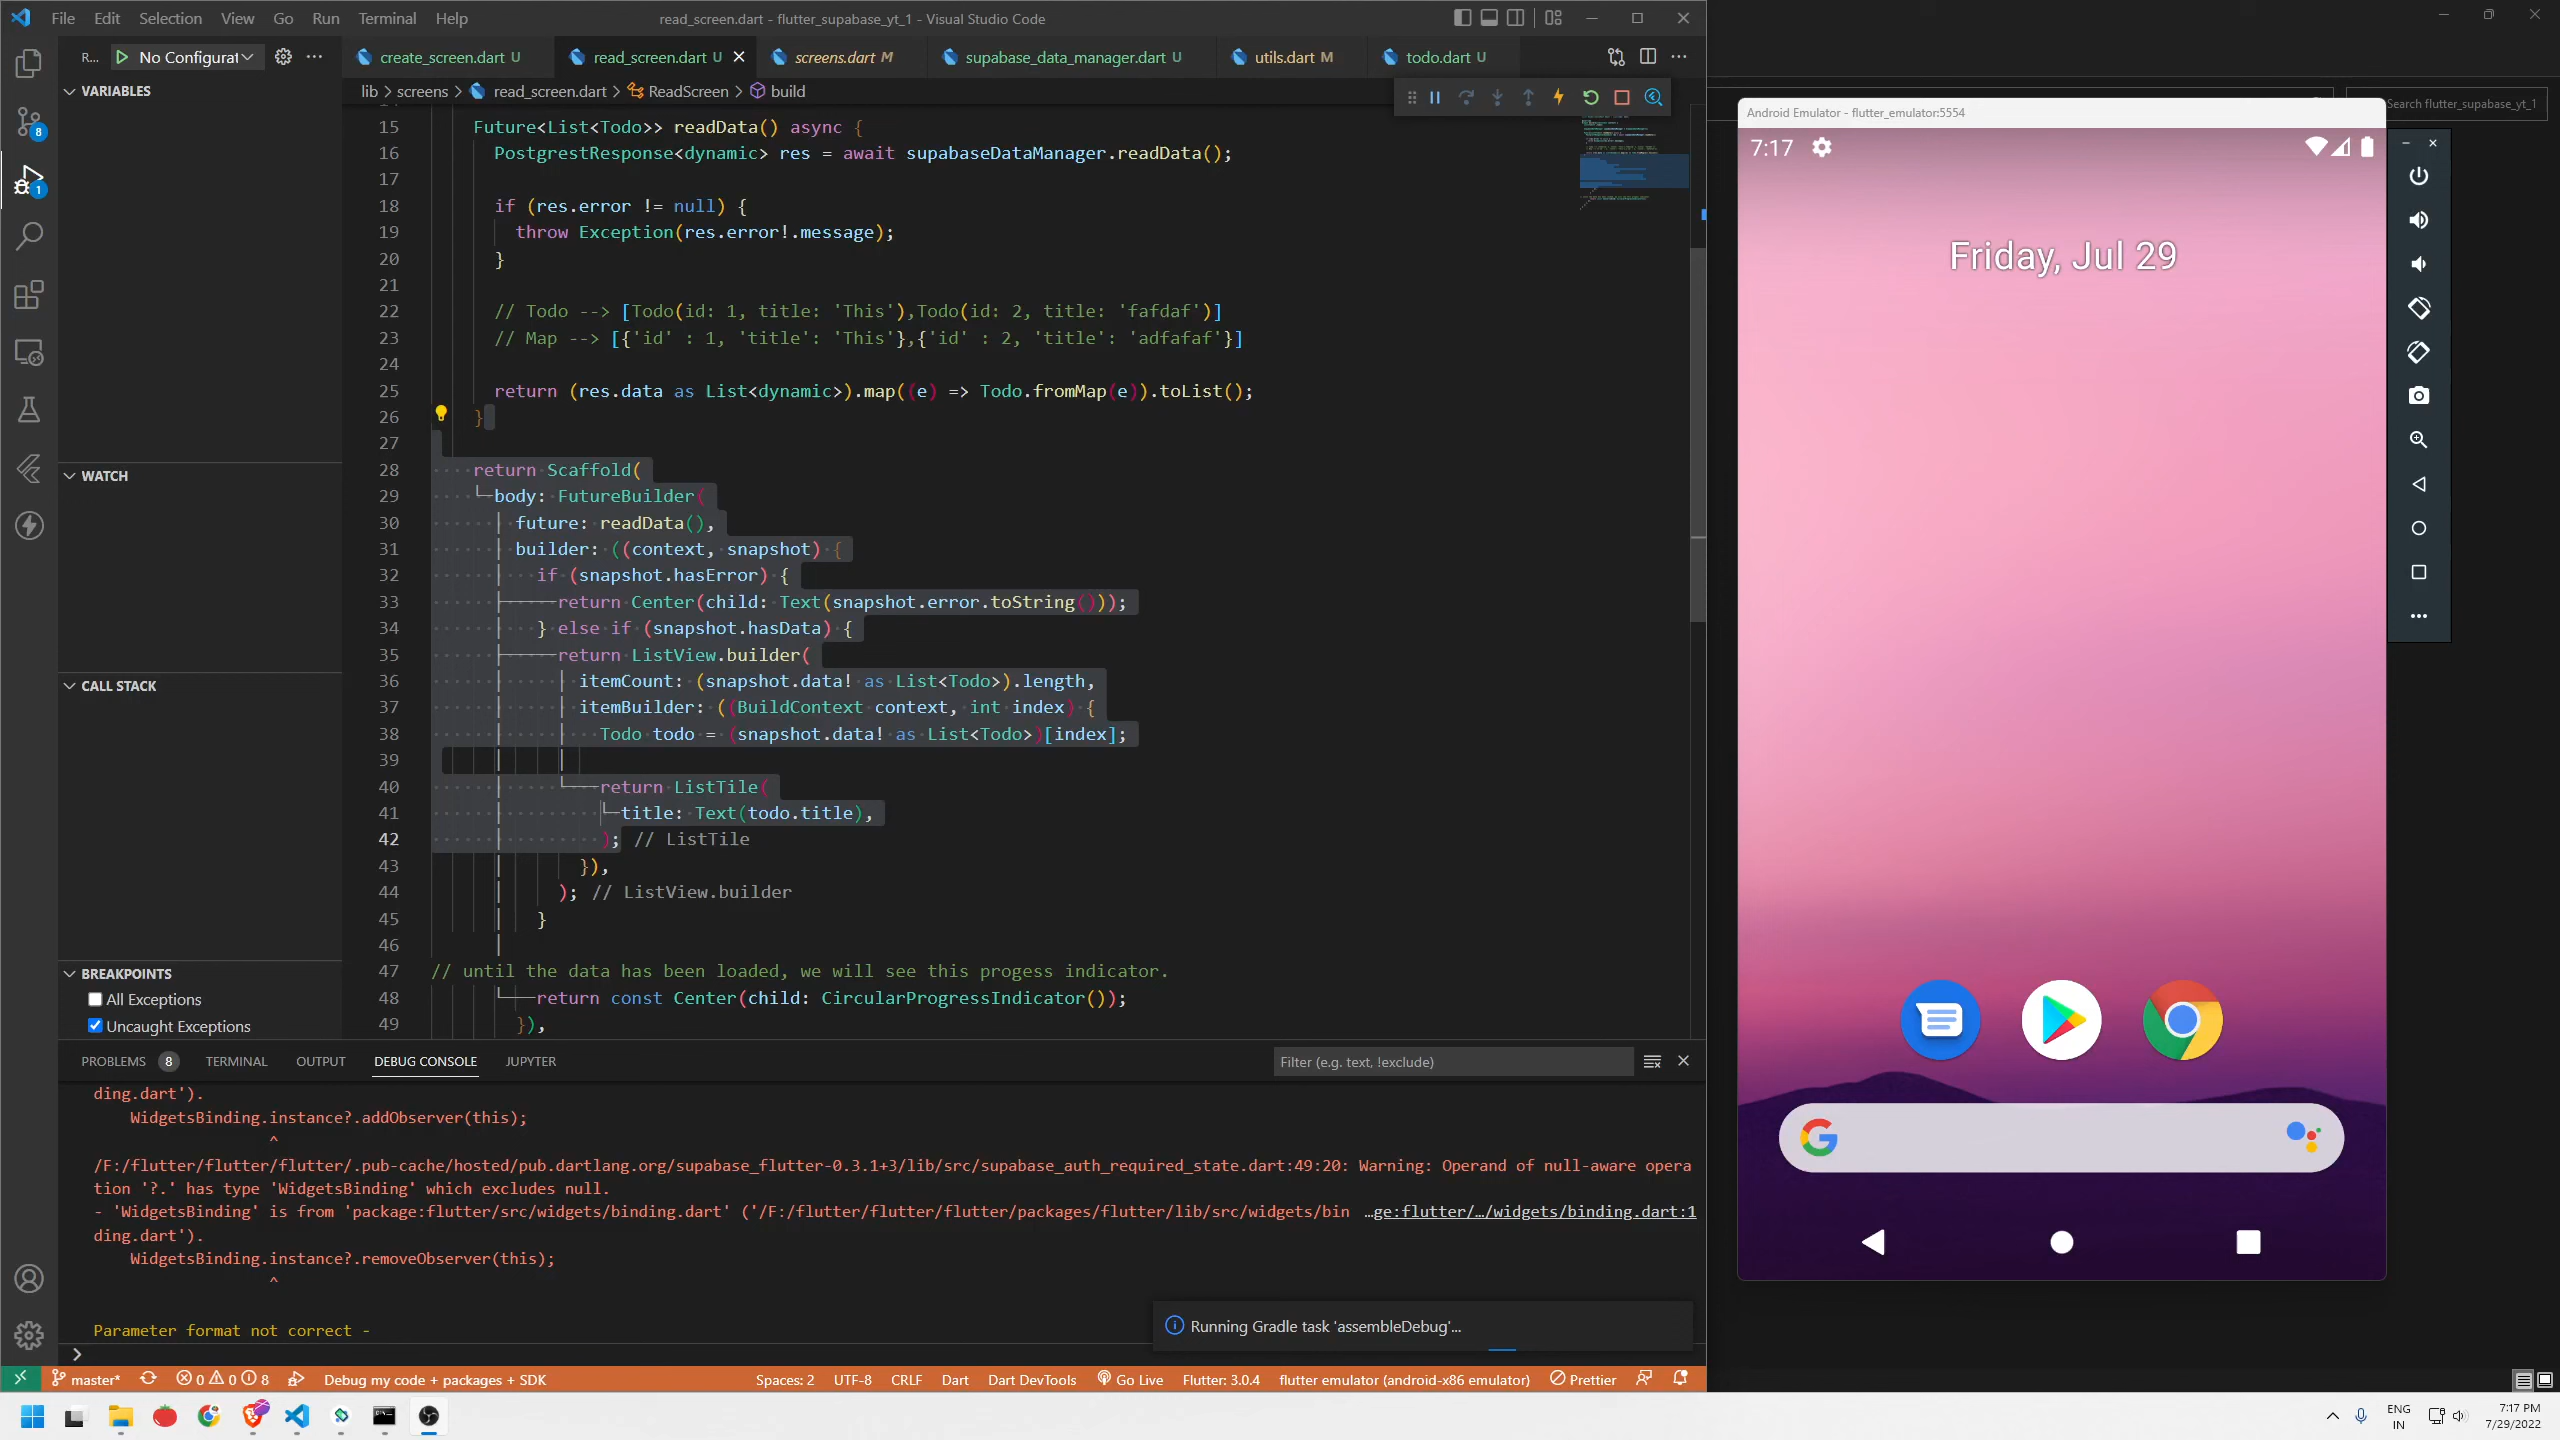 File Edit Selection View Go Run Terminal Help
read_screen.dart - flutter_supabase_yt_1 - Visual Studio Code
R... No Configurat
create_screen.dart U
read_screen.dart U
screens.dart M
supabase_data_manager.dart U
utils.dart M
todo.dart U
lib > screens > read_screen.dart > ReadScreen > build
VARIABLES
WATCH
CALL STACK
BREAKPOINTS
All Exceptions
Uncaught Exceptions
8
1
15 Future<List<Todo>> readData() async {
16 PostgrestResponse<dynamic> res = await supabaseDataManager.readData();
17
18 if (res.error != null) {
19 throw Exception(res.error!.message);
20 }
21
22 // Todo --> [Todo(id: 1, title: 'This'),Todo(id: 2, title: 'fafdaf')]
23 // Map --> [{'id' : 1, 'title': 'This'},{'id' : 2, 'title': 'adfafaf'}]
24
25 return (res.data as List<dynamic>).map((e) => Todo.fromMap(e)).toList();
26 }
27
28 return Scaffold(
29 body: FutureBuilder(
30 future: readData(),
31 builder: ((context, snapshot) {
32 if (snapshot.hasError) {
33 return Center(child: Text(snapshot.error.toString()));
34 } else if (snapshot.hasData) {
35 return ListView.builder(
36 itemCount: (snapshot.data! as List<Todo>).length,
37 itemBuilder: ((BuildContext context, int index) {
38 Todo todo = (snapshot.data! as List<Todo>)[index];
39
40 return ListTile(
41 title: Text(todo.title),
42 ); // ListTile
43 }),
44 ); // ListView.builder
45 }
46
47 // until the data has been loaded, we will see this progess indicator.
48 return const Center(child: CircularProgressIndicator());
49 }),
PROBLEMS 8 TERMINAL OUTPUT DEBUG CONSOLE JUPYTER
Filter (e.g. text, !exclude)
ding.dart').
WidgetsBinding.instance?.addObserver(this);
^
/F:/flutter/flutter/flutter/.pub-cache/hosted/pub.dartlang.org/supabase_flutter-0.3.1+3/lib/src/supabase_auth_required_state.dart:49:20: Warning: Operand of null-aware opera
tion '?.' has type 'WidgetsBinding' which excludes null.
- 'WidgetsBinding' is from 'package:flutter/src/widgets/binding.dart' ('/F:/flutter/flutter/flutter/packages/flutter/lib/src/widgets/bin …ge:flutter/…/widgets/binding.dart:1
ding.dart').
WidgetsBinding.instance?.removeObserver(this);
^
Parameter format not correct -
Running Gradle task 'assembleDebug'...
>
master* 0 0 8 Debug my code + packages + SDK
Spaces: 2 UTF-8 CRLF Dart Dart DevTools Go Live Flutter: 3.0.4 flutter emulator (android-x86 emulator) Prettier
Search flutter_supabase_yt_1
Android Emulator - flutter_emulator:5554
7:17
Friday, Jul 29
ENG
IN
7:17 PM
7/29/2022